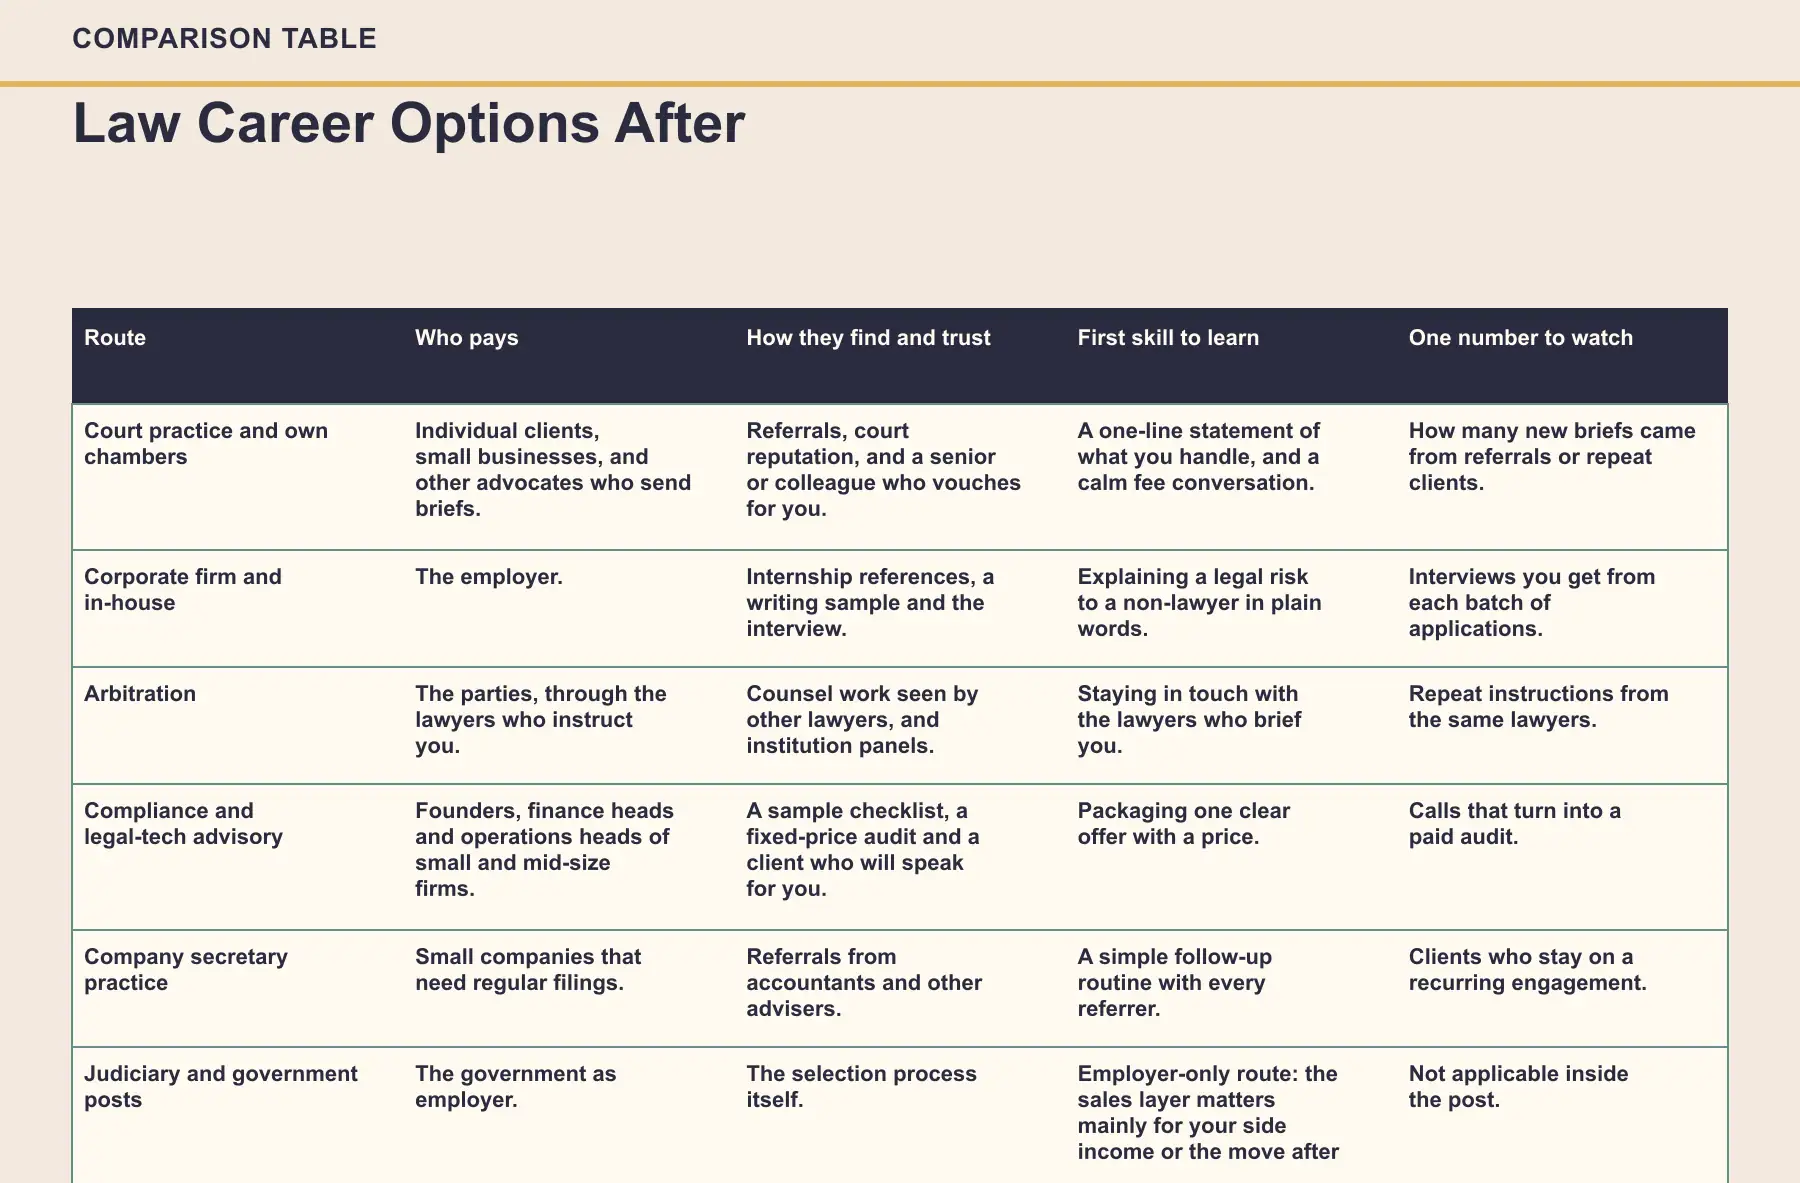 COMPARISON TABLE
Law Career Options After
Route
Who pays
How they find and trust
First skill to learn
One number to watch
Court practice and own
chambers
Individual clients,
small businesses, and
other advocates who send
briefs.
Referrals, court
reputation, and a senior
or colleague who vouches
for you.
A one-line statement of
what you handle, and a
calm fee conversation.
How many new briefs came
from referrals or repeat
clients.
Corporate firm and
in-house
The employer.
Internship references, a
writing sample and the
interview.
Explaining a legal risk
to a non-lawyer in plain
words.
Interviews you get from
each batch of
applications.
Arbitration
The parties, through the
lawyers who instruct
you.
Counsel work seen by
other lawyers, and
institution panels.
Staying in touch with
the lawyers who brief
you.
Repeat instructions from
the same lawyers.
Compliance and
legal-tech advisory
Founders, finance heads
and operations heads of
small and mid-size
firms.
A sample checklist, a
fixed-price audit and a
client who will speak
for you.
Packaging one clear
offer with a price.
Calls that turn into a
paid audit.
Company secretary
practice
Small companies that
need regular filings.
Referrals from
accountants and other
advisers.
A simple follow-up
routine with every
referrer.
Clients who stay on a
recurring engagement.
Judiciary and government
posts
The government as
employer.
The selection process
itself.
Employer-only route: the
sales layer matters
mainly for your side
income or the move after
Not applicable inside
the post.